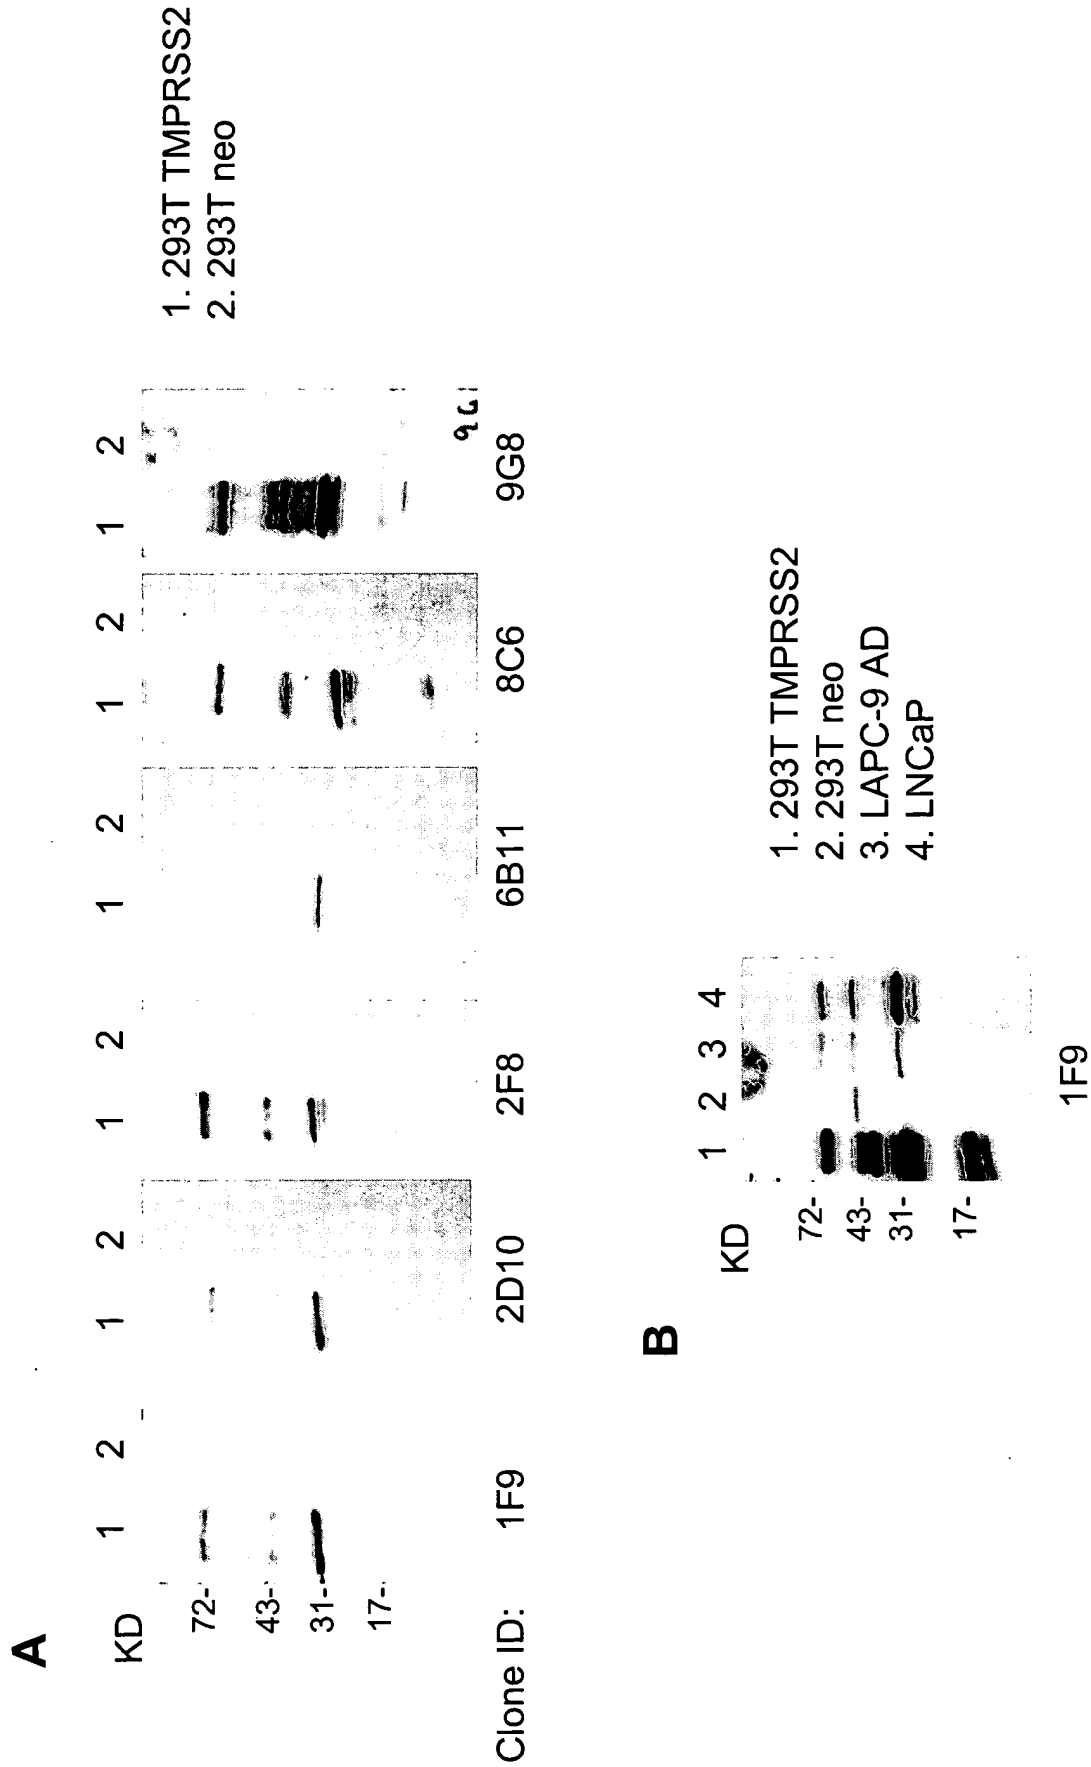 A
KD
1 2 1 2 1 2 1 2 1 2 1 2
72-
43-
31-
17-
1. 293T TMPRSS2
2. 293T neo
Clone ID: 1F9 2D10 2F8 6B11 8C6 9G8
B
KD
1 2 3 4
72-
43-
31-
17-
1. 293T TMPRSS2
2. 293T neo
3. LAPC-9 AD
4. LNCaP
1F9